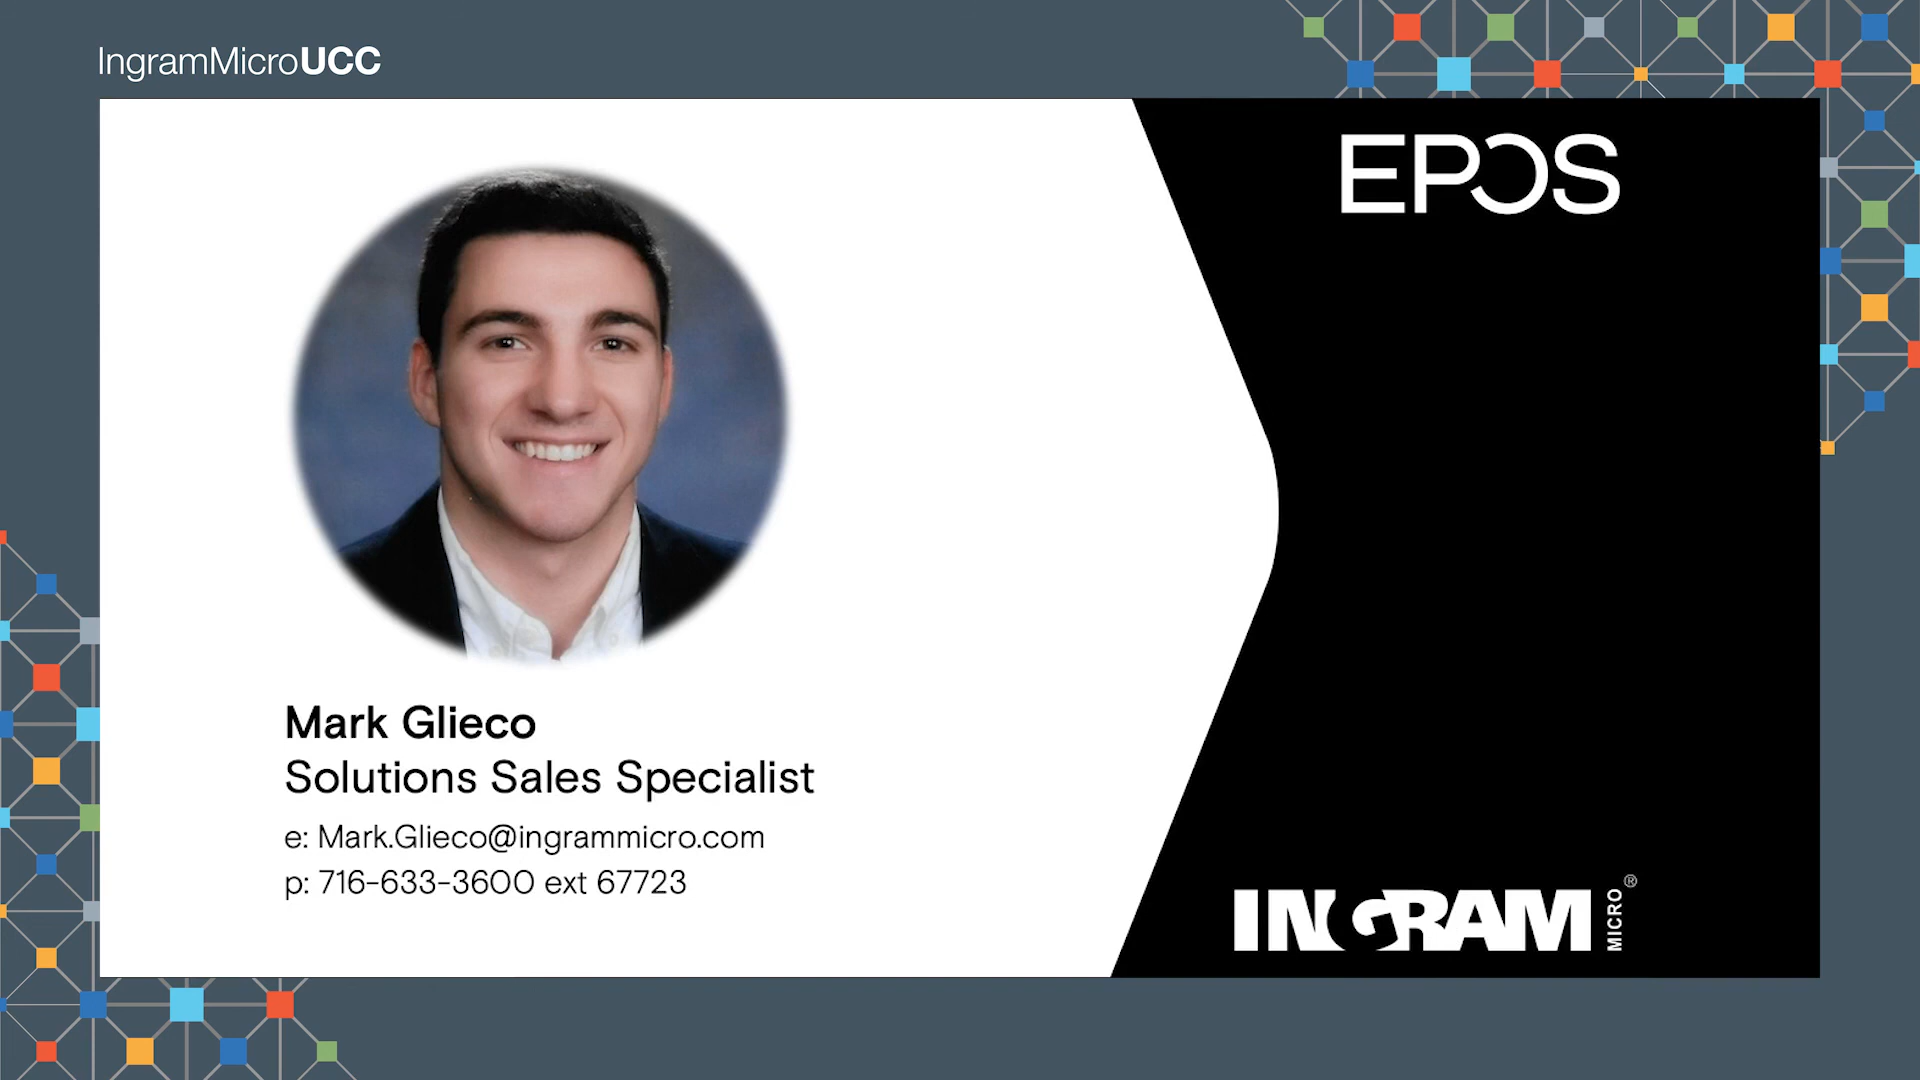 IngramMicroUCC
EPOS
Mark Glieco
Solutions Sales Specialist
e: Mark.Glieco@ingrammicro.com
p: 716-633-3600 ext 67723
INGRAM MICRO ®